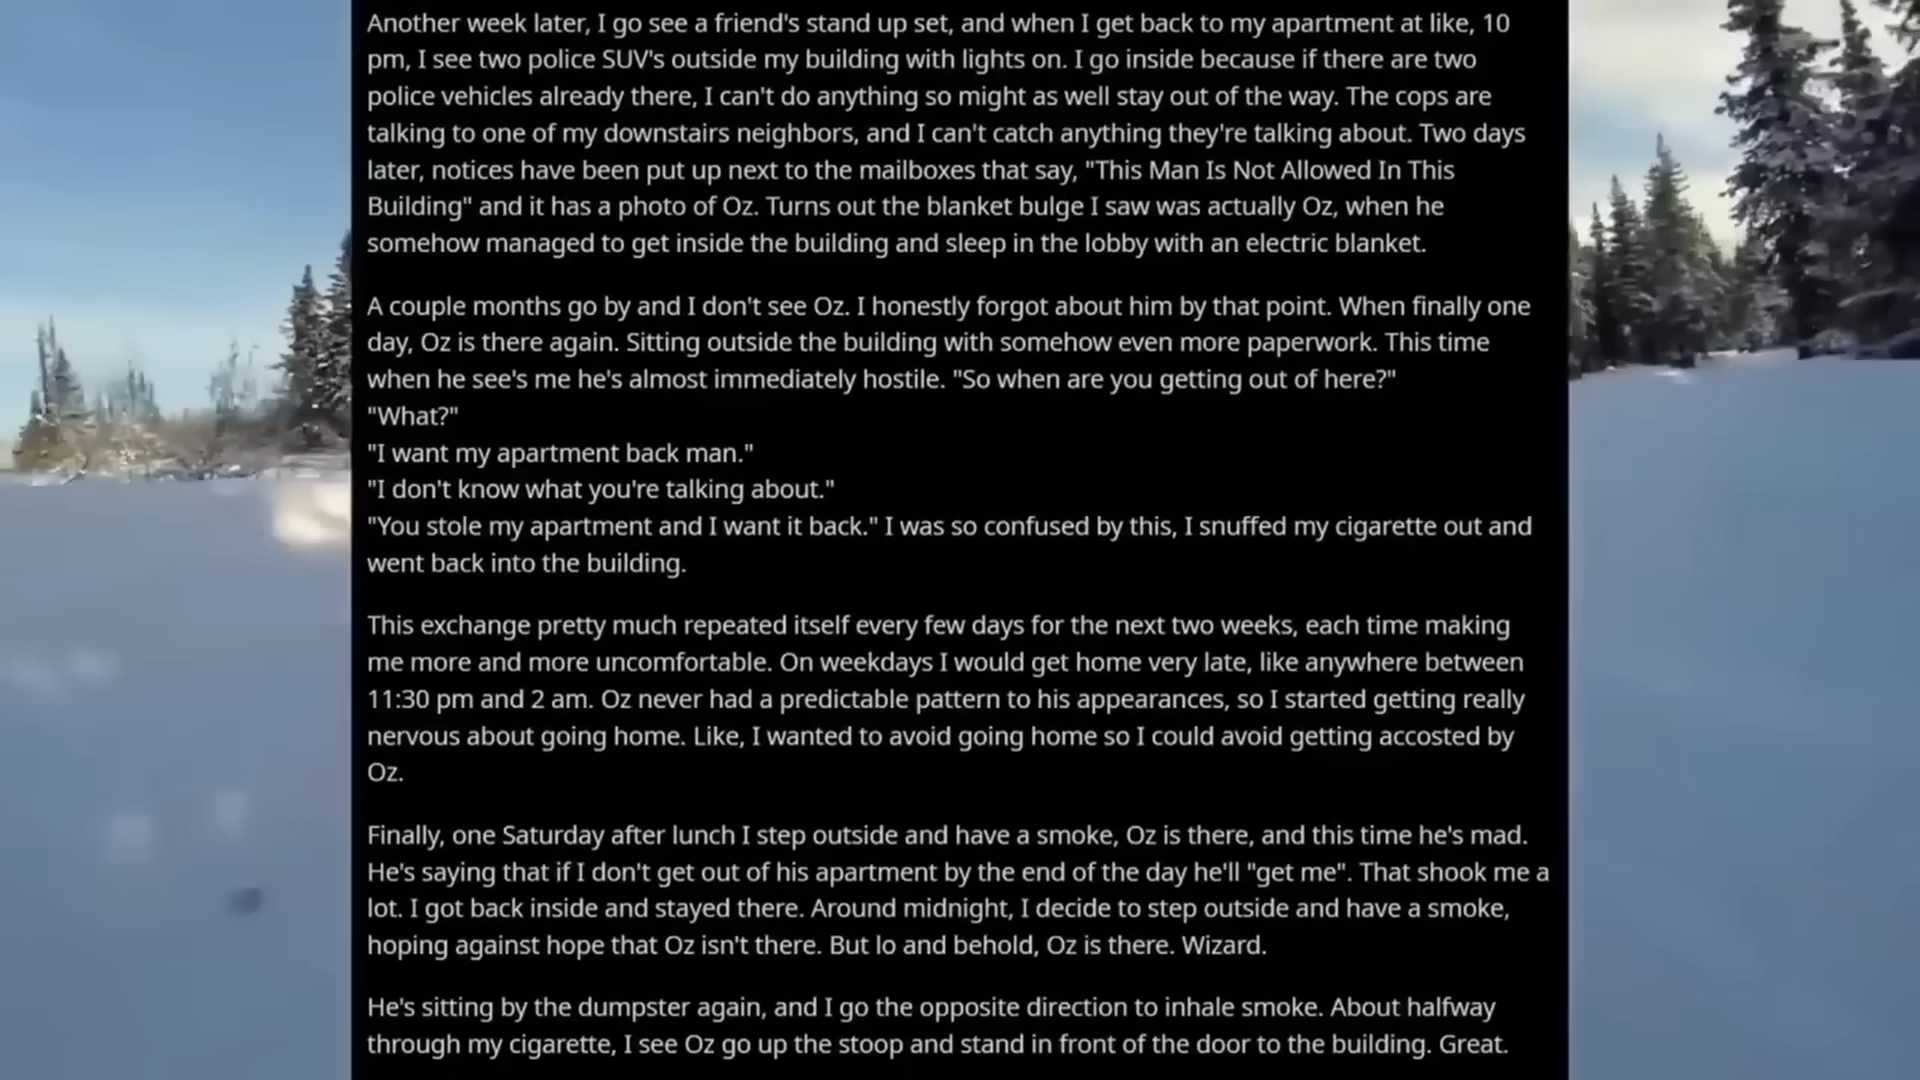 Another week later, I go see a friend's stand up set, and when I get back to my apartment at like, 10
pm, I see two police SUV's outside my building with lights on. I go inside because if there are two
police vehicles already there, I can't do anything so might as well stay out of the way. The cops are
talking to one of my downstairs neighbors, and I can't catch anything they're talking about. Two days
later, notices have been put up next to the mailboxes that say, "This Man Is Not Allowed In This
Building" and it has a photo of Oz. Turns out the blanket bulge I saw was actually Oz, when he
somehow managed to get inside the building and sleep in the lobby with an electric blanket.
A couple months go by and I don't see Oz. I honestly forgot about him by that point. When finally one
day, Oz is there again. Sitting outside the building with somehow even more paperwork. This time
when he see's me he's almost immediately hostile. "So when are you getting out of here?"
"What?"
"I want my apartment back man."
"I don't know what you're talking about."
"You stole my apartment and I want it back." I was so confused by this, I snuffed my cigarette out and
went back into the building.
This exchange pretty much repeated itself every few days for the next two weeks, each time making
me more and more uncomfortable. On weekdays I would get home very late, like anywhere between
11:30 pm and 2 am. Oz never had a predictable pattern to his appearances, so I started getting really
nervous about going home. Like, I wanted to avoid going home so I could avoid getting accosted by
Oz.
Finally, one Saturday after lunch I step outside and have a smoke, Oz is there, and this time he's mad.
He's saying that if I don't get out of his apartment by the end of the day he'll "get me". That shook me a
lot. I got back inside and stayed there. Around midnight, I decide to step outside and have a smoke,
hoping against hope that Oz isn't there. But lo and behold, Oz is there. Wizard.
He's sitting by the dumpster again, and I go the opposite direction to inhale smoke. About halfway
through my cigarette, I see Oz go up the stoop and stand in front of the door to the building. Great.